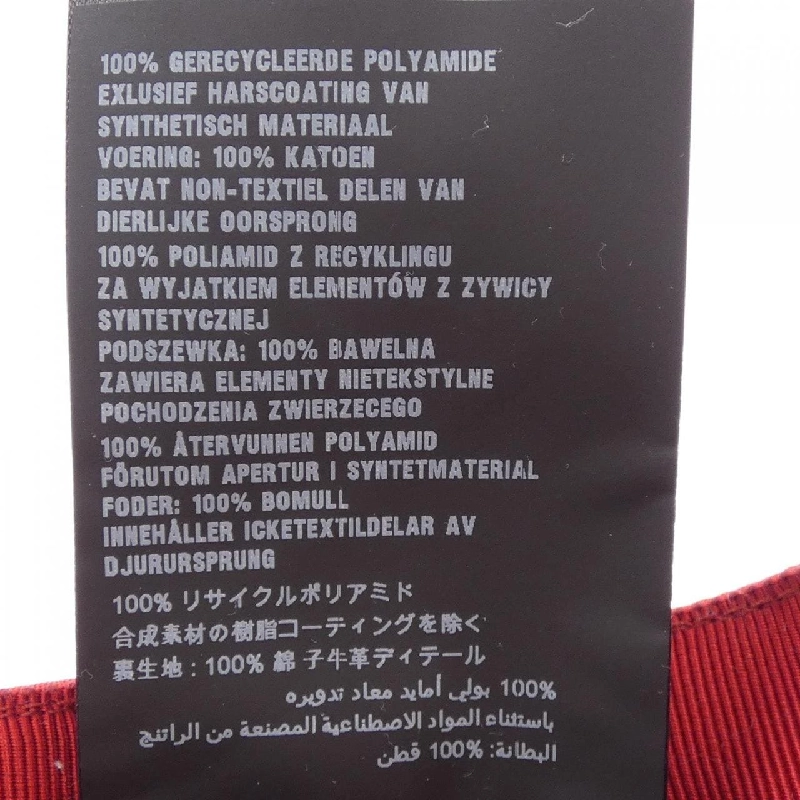 100% GERECYCLEERDE POLYAMIDE
EXLUSIEF HARSCOATING VAN
SYNTHETISCH MATERIAAL
VOERING: 100% KATOEN
BEVAT NON-TEXTIEL DELEN VAN
DIERLIJKE OORSPRONG
100% POLIAMID Z RECYKLINGU
ZA WYJATKIEM ELEMENTÓW Z ZYWICY
SYNTETYCZNEJ
PODSZEWKA: 100% BAWELNA
ZAWIERA ELEMENTY NIETEKSTYLNE
POCHODZENIA ZWIERZECEGO
100% ÅTERVUNNEN POLYAMID
FÖRUTOM APERTUR I SYNTETMATERIAL
FODER: 100% BOMULL
INNEHÅLLER ICKETEXTILDELAR AV
DJURURSPRUNG
100% リサイクルポリアミド
合成素材の樹脂コーティングを除く
裏生地 : 100% 綿 子牛革ディテール
100% بولي أمايد معاد تدويره
باستثناء المواد الاصطناعية المصنعة من الراتنج
البطانة: 100% قطن